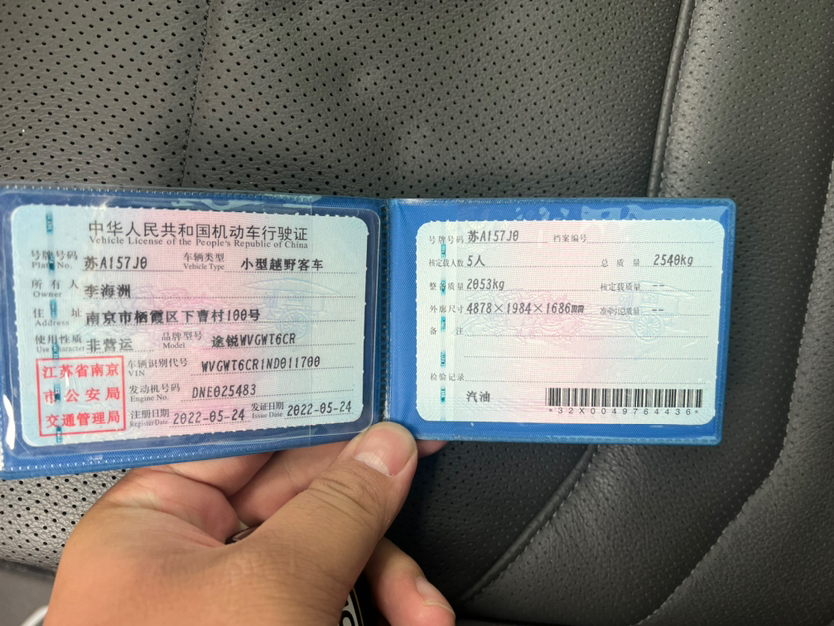 中华人民共和国机动车行驶证
Vehicle License of the People's Republic of China
号牌号码 苏A157J0 车辆类型 小型越野客车
Plate No. Vehicle Type
所有人 李海洲
Owner
住址 南京市栖霞区下曹村100号
Address
使用性质 非营运 品牌型号 途锐WVGWT6CR
Use Character Model
江苏省南京
市公安局
交通管理局
车辆识别代号 WVGWT6CR1ND011700
VIN
发动机号码 DNE025483
Engine No.
注册日期 2022-05-24 发证日期 2022-05-24
Register Date Issue Date
号牌号码 苏A157J0 档案编号
核定载人数 5人 总质量 2540kg
整备质量 2053kg 核定载质量 --
外廓尺寸 4878×1984×1686 准牵引总质量 --
备注
检验记录
汽油
*32X0049764436*